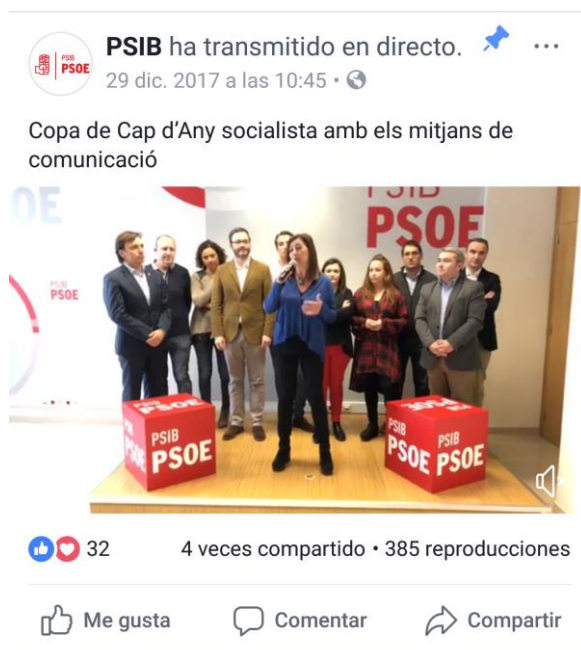 PSIB ha transmitido en directo.
PSIB
PSOE
29 dic. 2017 a las 10:45 •
Copa de Cap d’Any socialista amb els mitjans de
comunicació
PSIB
PSOE
PSIB
PSOE
PSIB
PSOE
PSOE
PSIB
PSOE
PSIB
PSOE
32
4 veces compartido • 385 reproducciones
Me gusta
Comentar
Compartir